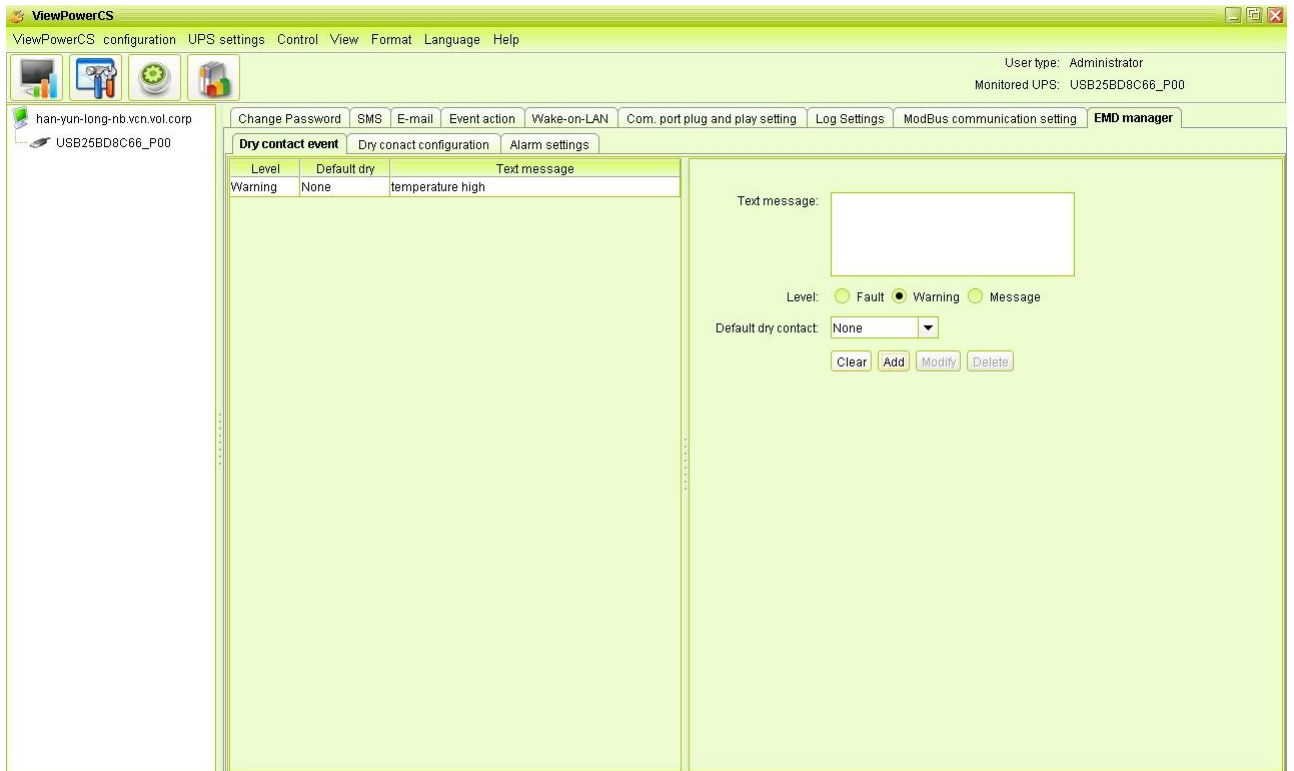 ViewPowerCS
ViewPowerCS configuration UPS settings Control View Format Language Help
User type: Administrator
Monitored UPS: USB25BD8C66_P00
han-yun-long-nb.vcn.vol.corp
USB25BD8C66_P00
Change Password SMS E-mail Event action Wake-on-LAN Com. port plug and play setting Log Settings ModBus communication setting EMD manager
Dry contact event Dry conact configuration Alarm settings
Level Default dry Text message
Warning None temperature high
Text message:
Level: Fault Warning Message
Default dry contact: None
Clear Add Modify Delete